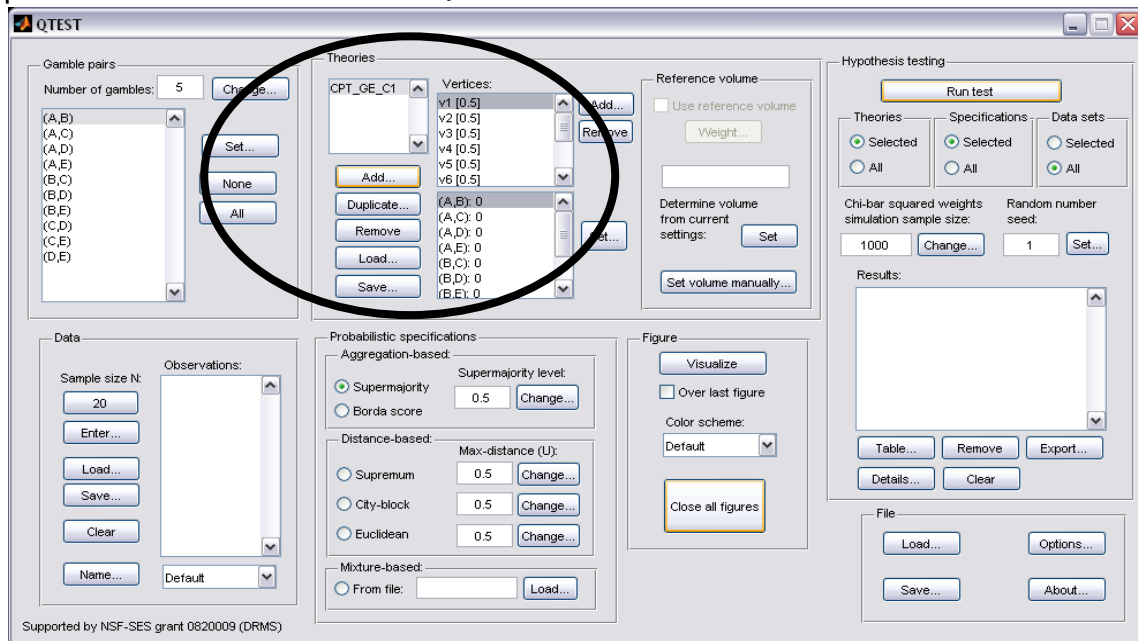 QTEST
Gamble pairs
Number of gambles: 5 Change...
(A,B)
(A,C)
(A,D)
(A,E)
(B,C)
(B,D)
(B,E)
(C,D)
(C,E)
(D,E)
Set...
None
All
Theories
CPT_GE_C1
Vertices:
v1 [0.5]
v2 [0.5]
v3 [0.5]
v4 [0.5]
v5 [0.5]
v6 [0.5]
Add...
Remove
Add...
Duplicate...
Remove
Load...
Save...
(A,B): 0
(A,C): 0
(A,D): 0
(A,E): 0
(B,C): 0
(B,D): 0
(B,E): 0
Set...
Reference volume
Use reference volume
Weight...
Determine volume
from current
settings: Set
Set volume manually...
Hypothesis testing
Run test
Theories
Selected
All
Specifications
Selected
All
Data sets
Selected
All
Chi-bar squared weights
simulation sample size:
1000 Change...
Random number
seed:
1 Set...
Results:
Table... Remove Export...
Details... Clear
Data
Sample size N:
20
Enter...
Load...
Save...
Clear
Name... Default
Observations:
Probabilistic specifications
Aggregation-based:
Supermajority level:
Supermajority 0.5 Change...
Borda score
Distance-based:
Max-distance (U):
Supremum 0.5 Change...
City-block 0.5 Change...
Euclidean 0.5 Change...
Mixture-based:
From file: Load...
Figure
Visualize
Over last figure
Color scheme:
Default
Close all figures
File
Load... Options...
Save... About...
Supported by NSF-SES grant 0820009 (DRMS)